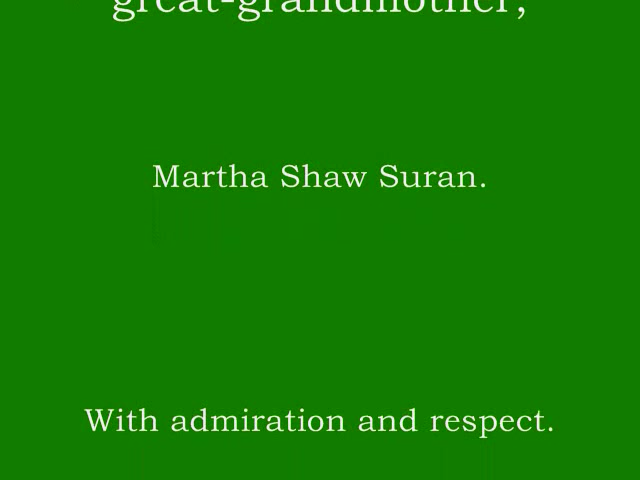 great-grandmother,
Martha Shaw Suran.
With admiration and respect.